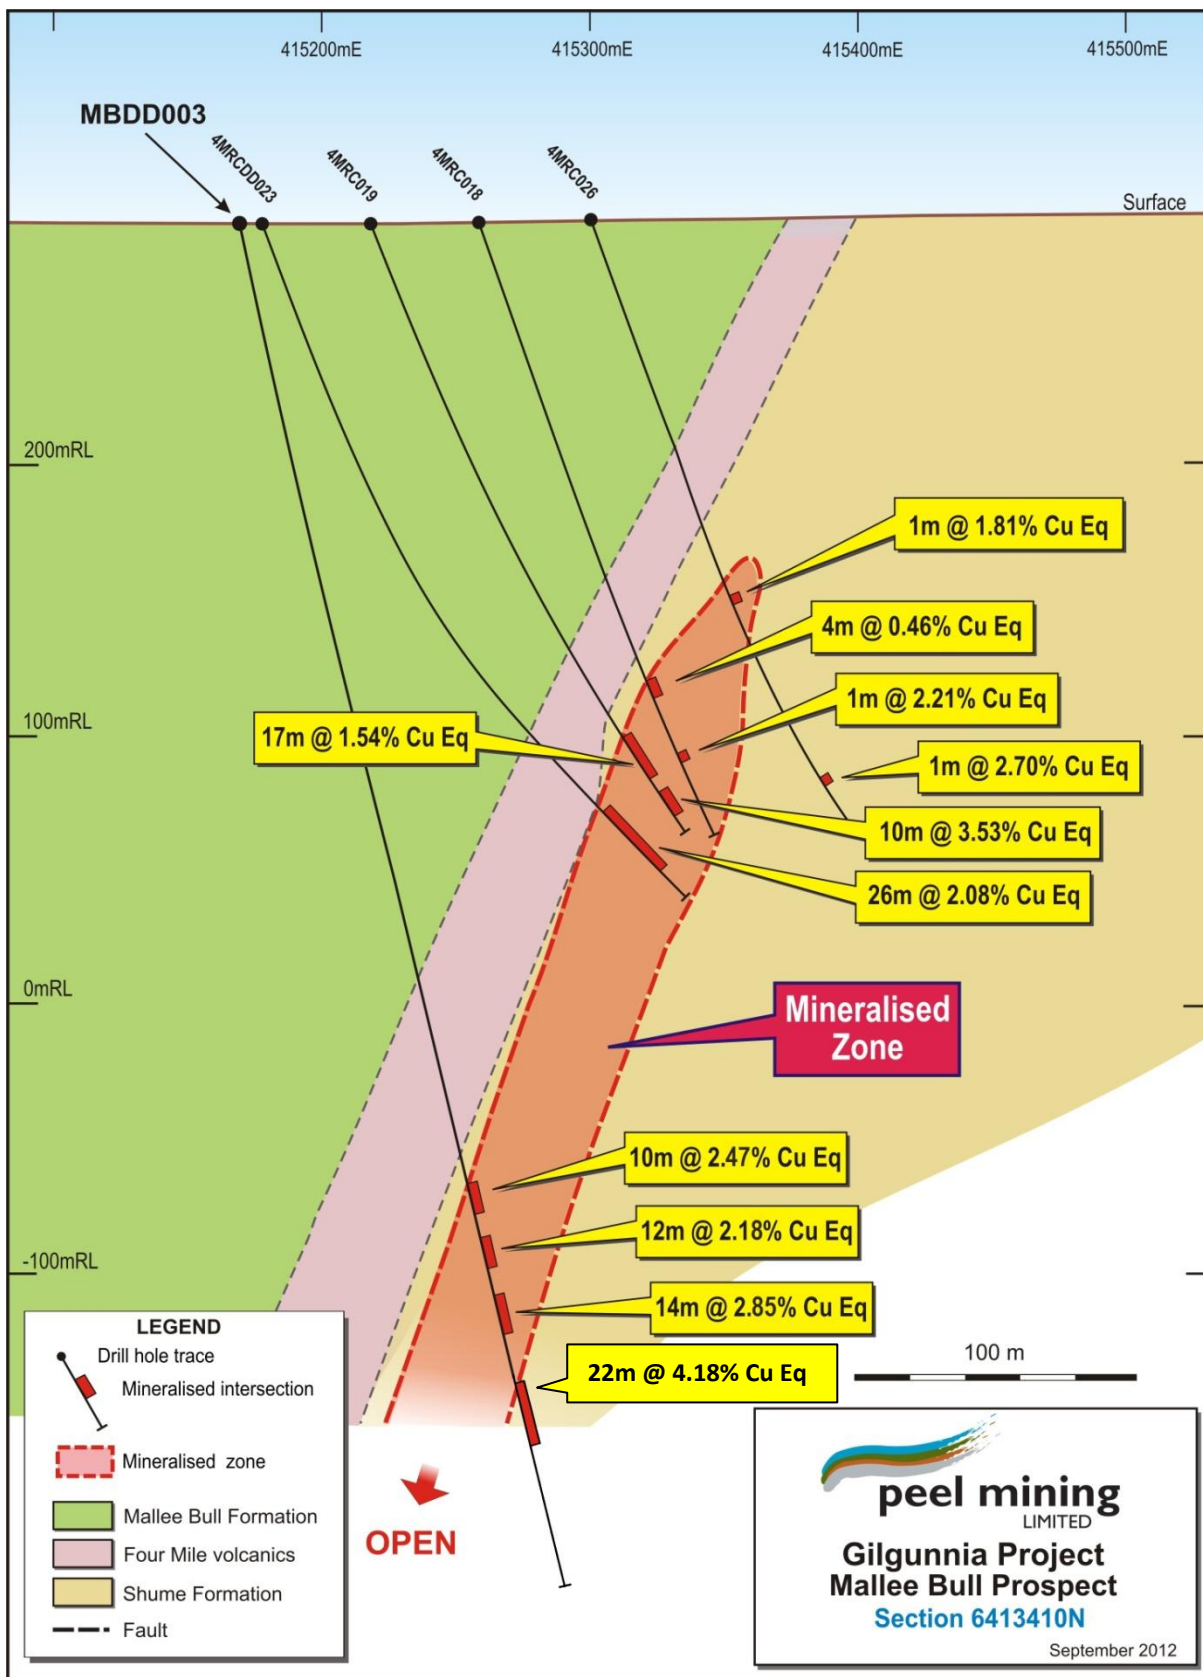 415200mE
415300mE
415400mE
415500mE
MBDD003
4MRCDD023
4MRC019
4MRC018
4MRC026
Surface
200mRL
1m @ 1.81% Cu Eq
4m @ 0.46% Cu Eq
1m @ 2.21% Cu Eq
100mRL
17m @ 1.54% Cu Eq
1m @ 2.70% Cu Eq
10m @ 3.53% Cu Eq
26m @ 2.08% Cu Eq
0mRL
Mineralised
Zone
10m @ 2.47% Cu Eq
12m @ 2.18% Cu Eq
-100mRL
14m @ 2.85% Cu Eq
22m @ 4.18% Cu Eq
OPEN
LEGEND
Drill hole trace
Mineralised intersection
Mineralised zone
Mallee Bull Formation
Four Mile volcanics
Shume Formation
Fault
100 m
peel mining
LIMITED
Gilgunnia Project
Mallee Bull Prospect
Section 6413410N
September 2012